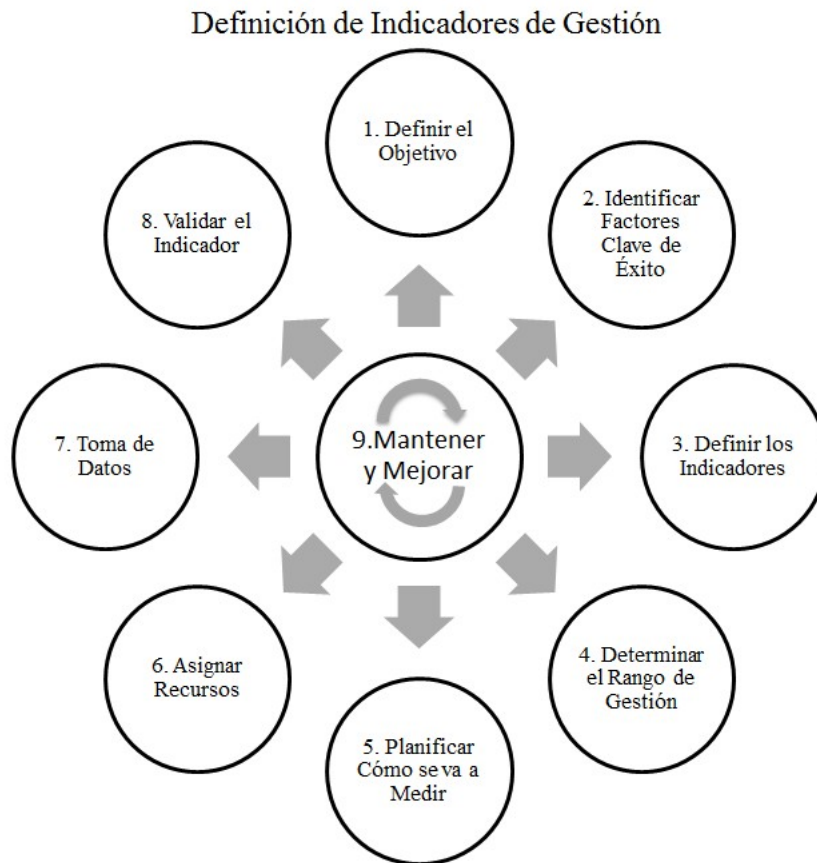 Definición de Indicadores de Gestión
1. Definir el
Objetivo
2. Identificar
Factores
Clave de
Éxito
3. Definir los
Indicadores
4. Determinar
el Rango de
Gestión
5. Planificar
Cómo se va a
Medir
6. Asignar
Recursos
7. Toma de
Datos
8. Validar el
Indicador
9.Mantener
y Mejorar